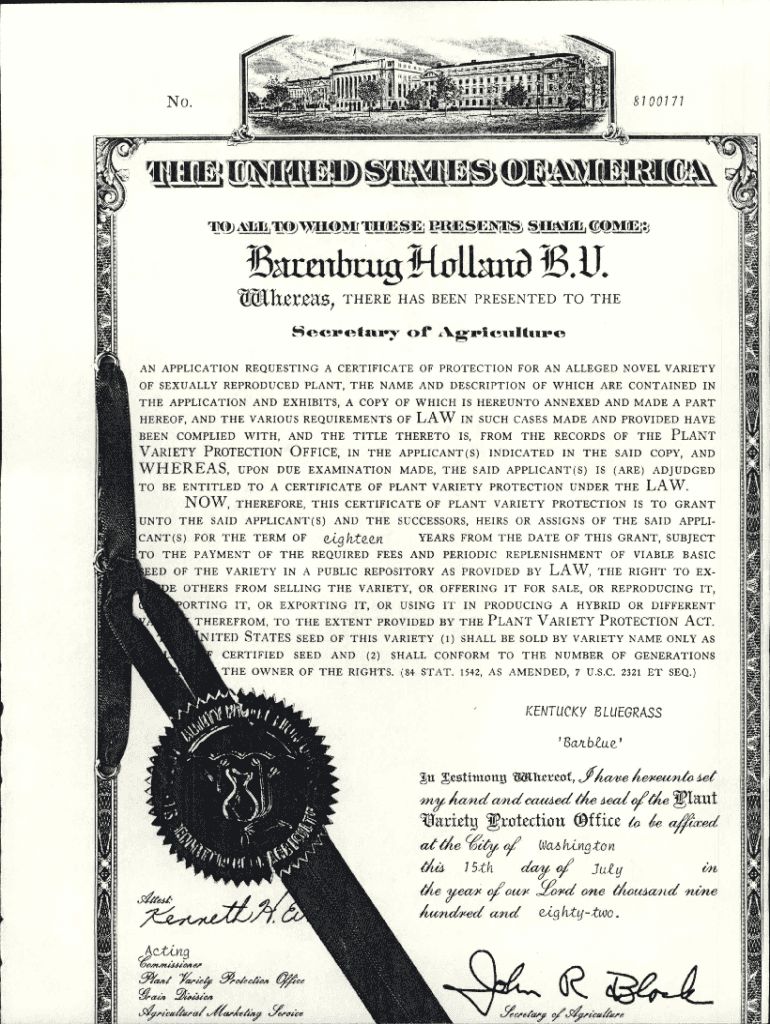 No.
8100171
THE UNITED STATES OF AMERICA
TO ALL TO WHOM THESE PRESENTS SHALL COME:
Barenbrug Holland B.V.
Whereas, THERE HAS BEEN PRESENTED TO THE
Secretary of Agriculture
AN APPLICATION REQUESTING A CERTIFICATE OF PROTECTION FOR AN ALLEGED NOVEL VARIETY
OF SEXUALLY REPRODUCED PLANT, THE NAME AND DESCRIPTION OF WHICH ARE CONTAINED IN
THE APPLICATION AND EXHIBITS, A COPY OF WHICH IS HEREUNTO ANNEXED AND MADE A PART
HEREOF, AND THE VARIOUS REQUIREMENTS OF LAW IN SUCH CASES MADE AND PROVIDED HAVE
BEEN COMPLIED WITH, AND THE TITLE THERETO IS, FROM THE RECORDS OF THE PLANT
VARIETY PROTECTION OFFICE, IN THE APPLICANT(S) INDICATED IN THE SAID COPY, AND
WHEREAS, UPON DUE EXAMINATION MADE, THE SAID APPLICANT(S) IS (ARE) ADJUDGED
TO BE ENTITLED TO A CERTIFICATE OF PLANT VARIETY PROTECTION UNDER THE LAW.
NOW, THEREFORE, THIS CERTIFICATE OF PLANT VARIETY PROTECTION IS TO GRANT
UNTO THE SAID APPLICANT(S) AND THE SUCCESSORS, HEIRS OR ASSIGNS OF THE SAID APPLI-
CANT(S) FOR THE TERM OF eighteen YEARS FROM THE DATE OF THIS GRANT, SUBJECT
TO THE PAYMENT OF THE REQUIRED FEES AND PERIODIC REPLENISHMENT OF VIABLE BASIC
EED OF THE VARIETY IN A PUBLIC REPOSITORY AS PROVIDED BY LAW, THE RIGHT TO EX-
DE OTHERS FROM SELLING THE VARIETY, OR OFFERING IT FOR SALE, OR REPRODUCING IT,
PORTING IT, OR EXPORTING IT, OR USING IT IN PRODUCING A HYBRID OR DIFFERENT
THEREFROM, TO THE EXTENT PROVIDED BY THE PLANT VARIETY PROTECTION ACT.
NITED STATES SEED OF THIS VARIETY (1) SHALL BE SOLD BY VARIETY NAME ONLY AS
F CERTIFIED SEED AND (2) SHALL CONFORM TO THE NUMBER OF GENERATIONS
THE OWNER OF THE RIGHTS. (84 STAT. 1542, AS AMENDED, 7 U.S.C. 2321 ET SEQ.)
KENTUCKY BLUEGRASS
'Barblue'
In Testimony Whereof, I have hereunto set
my hand and caused the seal of the Plant
Variety Protection Office to be affixed
at the City of Washington
this 15th day of July in
the year of our Lord one thousand nine
hundred and eighty-two.
Attest:
Kenneth H. Ev
Acting
Commissioner
Plant Variety Protection Office
Grain Division
Agricultural Marketing Service
John R Block
Secretary of Agriculture